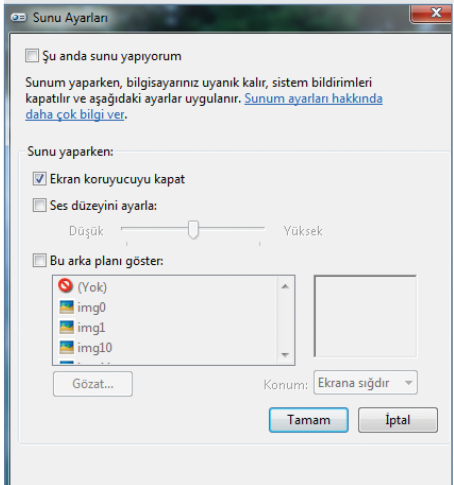 Sunu Ayarları
Şu anda sunu yapıyorum
Sunum yaparken, bilgisayarınız uyanık kalır, sistem bildirimleri
kapatılır ve aşağıdaki ayarlar uygulanır. Sunum ayarları hakkında
daha çok bilgi ver.
Sunu yaparken:
Ekran koruyucuyu kapat
Ses düzeyini ayarla:
Düşük Yüksek
Bu arka planı göster:
(Yok)
img0
img1
img10
Gözat...
Konum: Ekrana sığdır
Tamam İptal